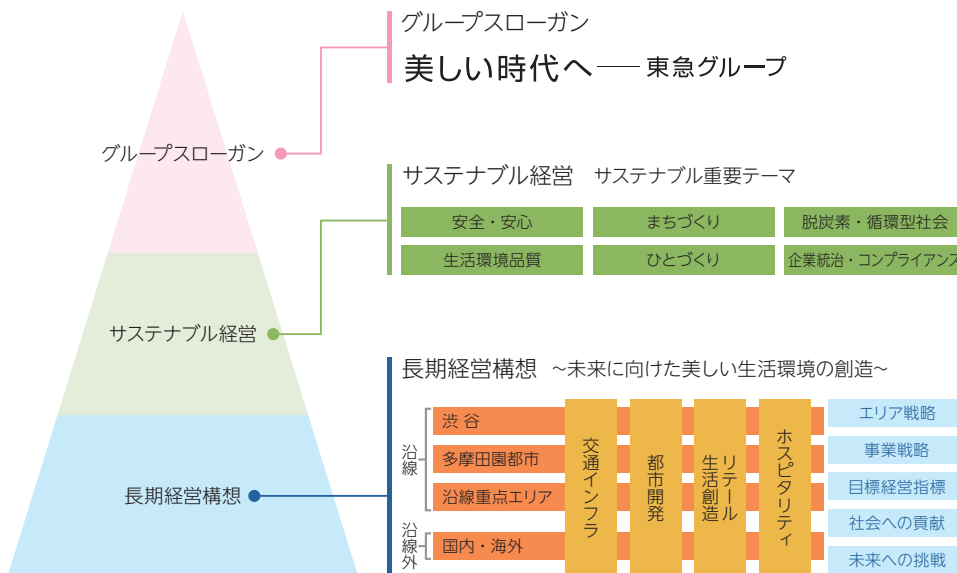 グループスローガン
美しい時代へ――東急グループ
グループスローガン
サステナブル経営 サステナブル重要テーマ
安全・安心 まちづくり 脱炭素・循環型社会
生活環境品質 ひとづくり 企業統治・コンプライアンス
サステナブル経営
長期経営構想 ~未来に向けた美しい生活環境の創造~
沿線
渋谷
多摩田園都市
沿線重点エリア
沿線外
国内・海外
交通インフラ
都市開発
リテール
生活創造
ホスピタリティ
エリア戦略
事業戦略
目標経営指標
社会への貢献
未来への挑戦
長期経営構想